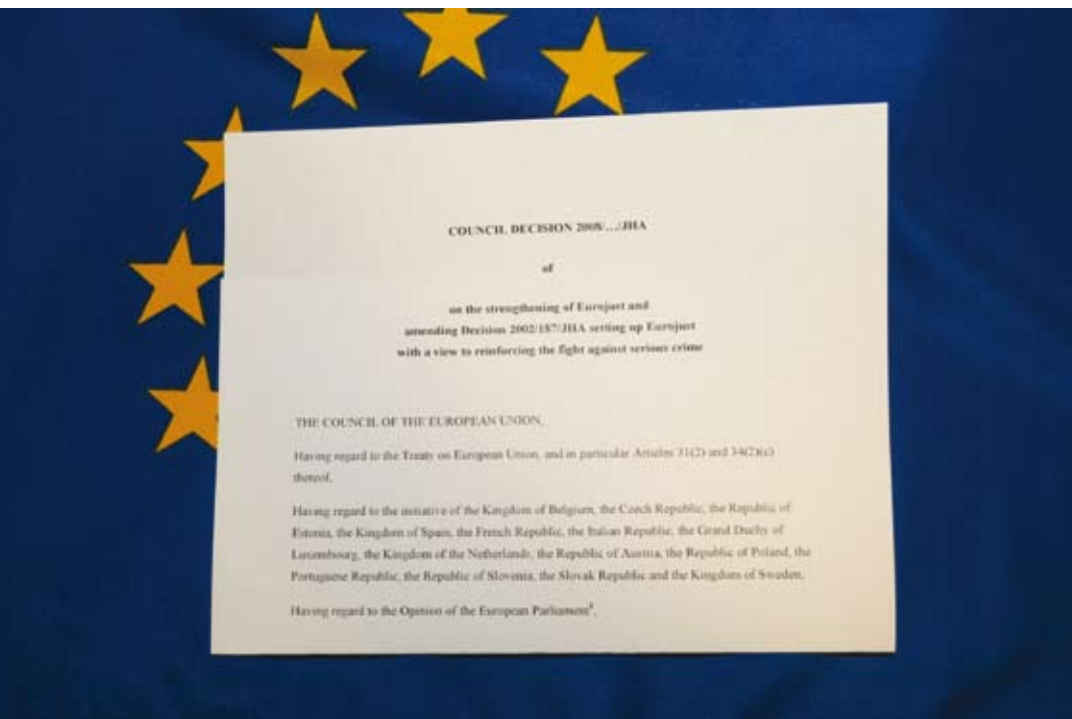 COUNCIL DECISION 2008/…/JHA
of
on the strengthening of Eurojust and
amending Decision 2002/187/JHA setting up Eurojust
with a view to reinforcing the fight against serious crime
THE COUNCIL OF THE EUROPEAN UNION,
Having regard to the Treaty on European Union, and in particular Articles 31(2) and 34(2)(c)
thereof,
Having regard to the initiative of the Kingdom of Belgium, the Czech Republic, the Republic of
Estonia, the Kingdom of Spain, the French Republic, the Italian Republic, the Grand Duchy of
Luxembourg, the Kingdom of the Netherlands, the Republic of Austria, the Republic of Poland, the
Portuguese Republic, the Republic of Slovenia, the Slovak Republic and the Kingdom of Sweden,
Having regard to the Opinion of the European Parliament,